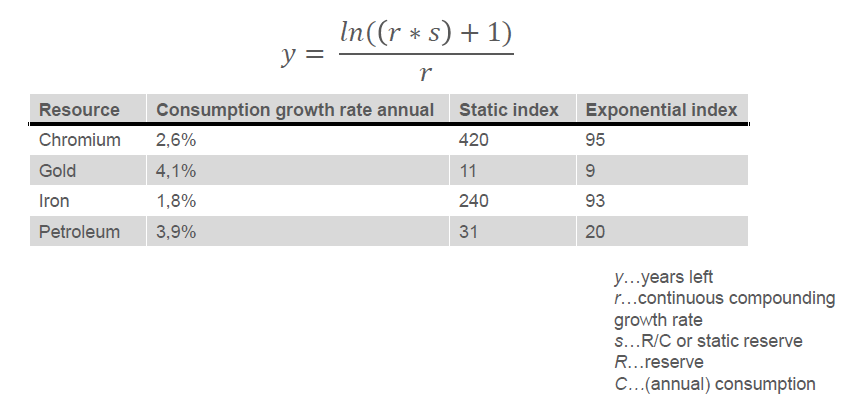 y = ln((r * s) + 1) / r
Resource Consumption growth rate annual Static index Exponential index
Chromium 2,6% 420 95
Gold 4,1% 11 9
Iron 1,8% 240 93
Petroleum 3,9% 31 20
y…years left
r…continuous compounding
growth rate
s…R/C or static reserve
R…reserve
C…(annual) consumption